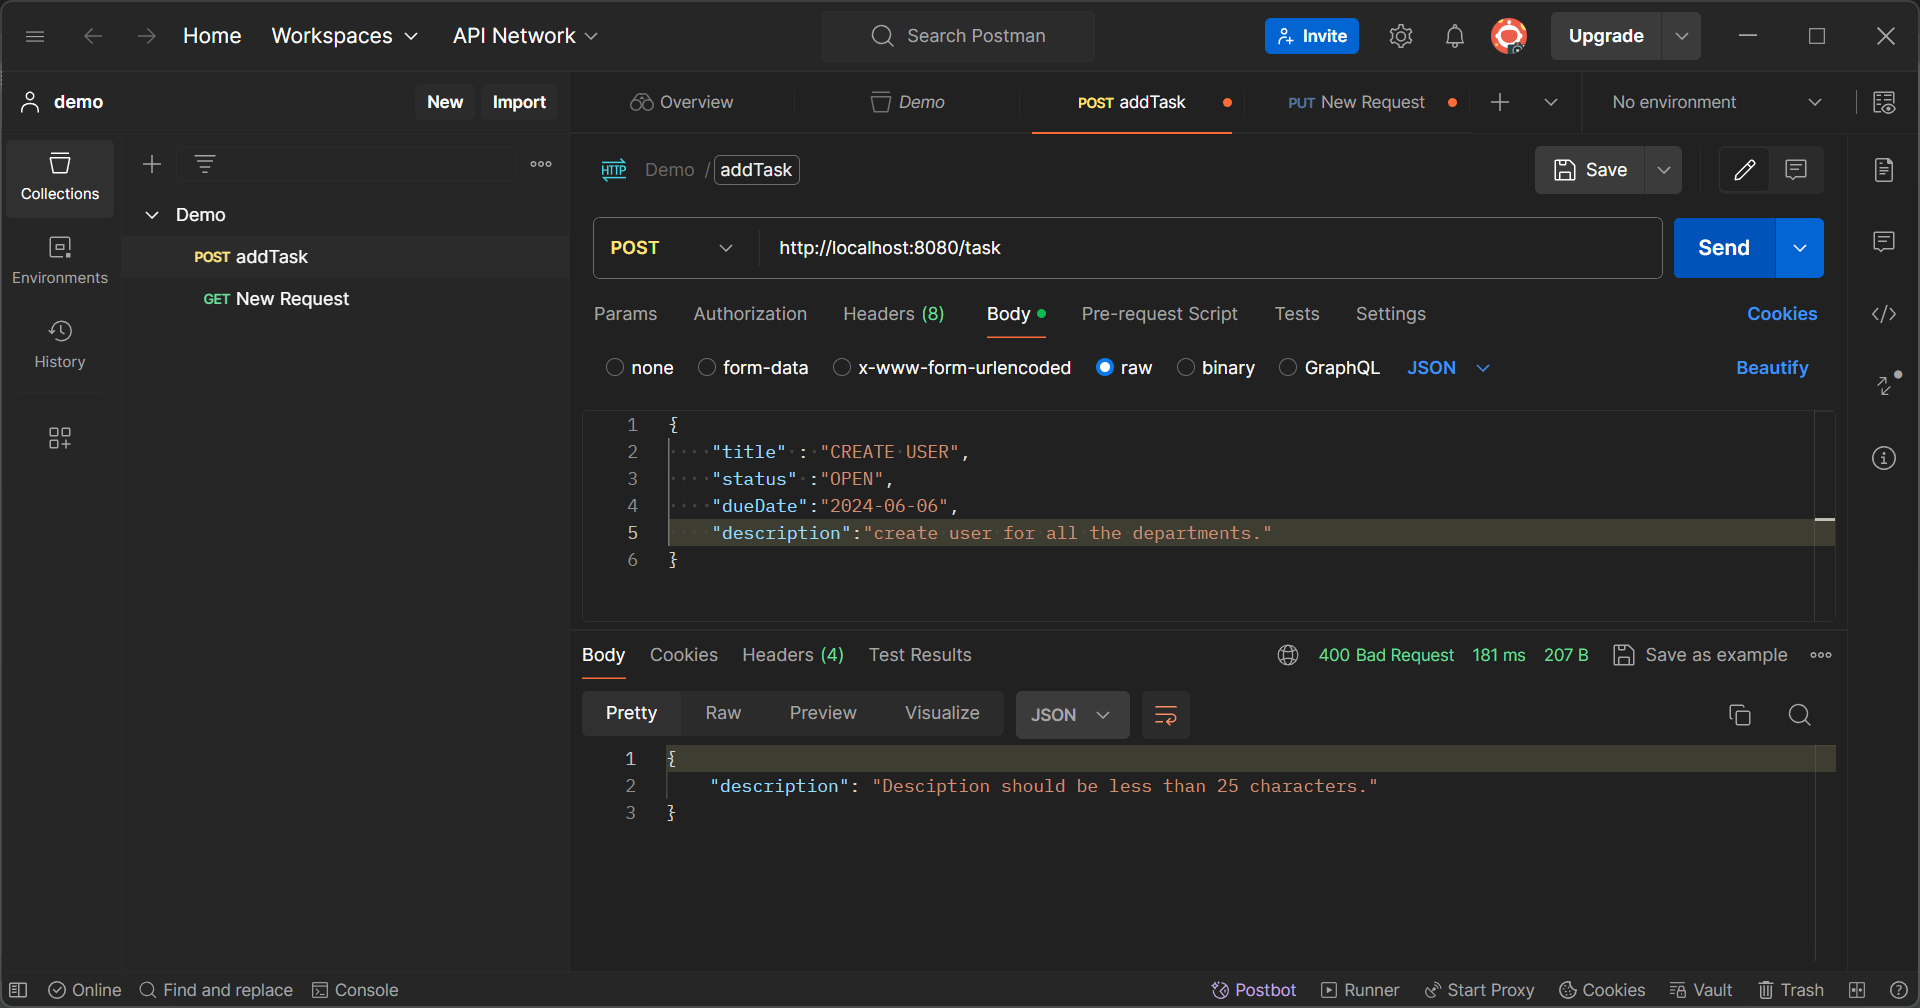 Home Workspaces API Network Search Postman Invite Upgrade
demo New Import Overview Demo POST addTask PUT New Request No environment
Collections
Environments
History
Demo
POST addTask
GET New Request
HTTP Demo / addTask Save
POST http://localhost:8080/task Send
Params Authorization Headers (8) Body Pre-request Script Tests Settings Cookies
none form-data x-www-form-urlencoded raw binary GraphQL JSON Beautify
1 {
2 "title" : "CREATE USER",
3 "status" :"OPEN",
4 "dueDate":"2024-06-06",
5 "description":"create user for all the departments."
6 }
Body Cookies Headers (4) Test Results 400 Bad Request 181 ms 207 B Save as example
Pretty Raw Preview Visualize JSON
1 {
2 "description": "Desciption should be less than 25 characters."
3 }
Online Find and replace Console Postbot Runner Start Proxy Cookies Vault Trash